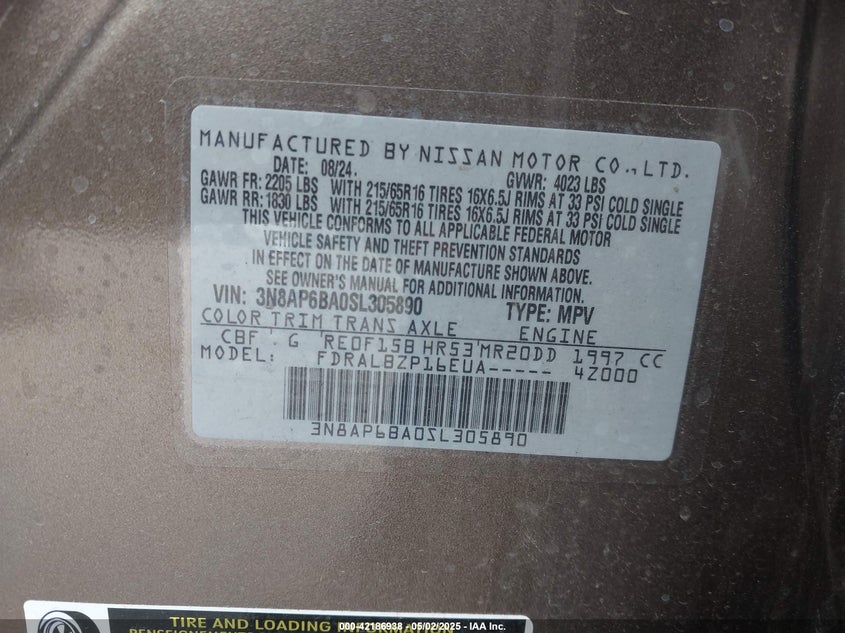 MANUFACTURED BY NISSAN MOTOR CO.,LTD.
DATE: 08/24. GVWR: 4023 LBS
GAWR FR: 2205 LBS WITH 215/65R16 TIRES 16X6.5J RIMS AT 33 PSI COLD SINGLE
GAWR RR: 1830 LBS WITH 215/65R16 TIRES 16X6.5J RIMS AT 33 PSI COLD SINGLE
THIS VEHICLE CONFORMS TO ALL APPLICABLE FEDERAL MOTOR
VEHICLE SAFETY AND THEFT PREVENTION STANDARDS
IN EFFECT ON THE DATE OF MANUFACTURE SHOWN ABOVE.
SEE OWNER'S MANUAL FOR ADDITIONAL INFORMATION.
VIN: 3N8AP6BA0SL305890 TYPE: MPV
COLOR TRIM TRANS AXLE ENGINE
CBF G RE0F15B HR53 MR20DD 1997 CC
MODEL: FDRALBZP16EUA----- 4Z000
3N8AP6BA0SL305890
TIRE AND LOADING INFORMATION
000-42186938 - 05/02/2025 - IAA Inc.